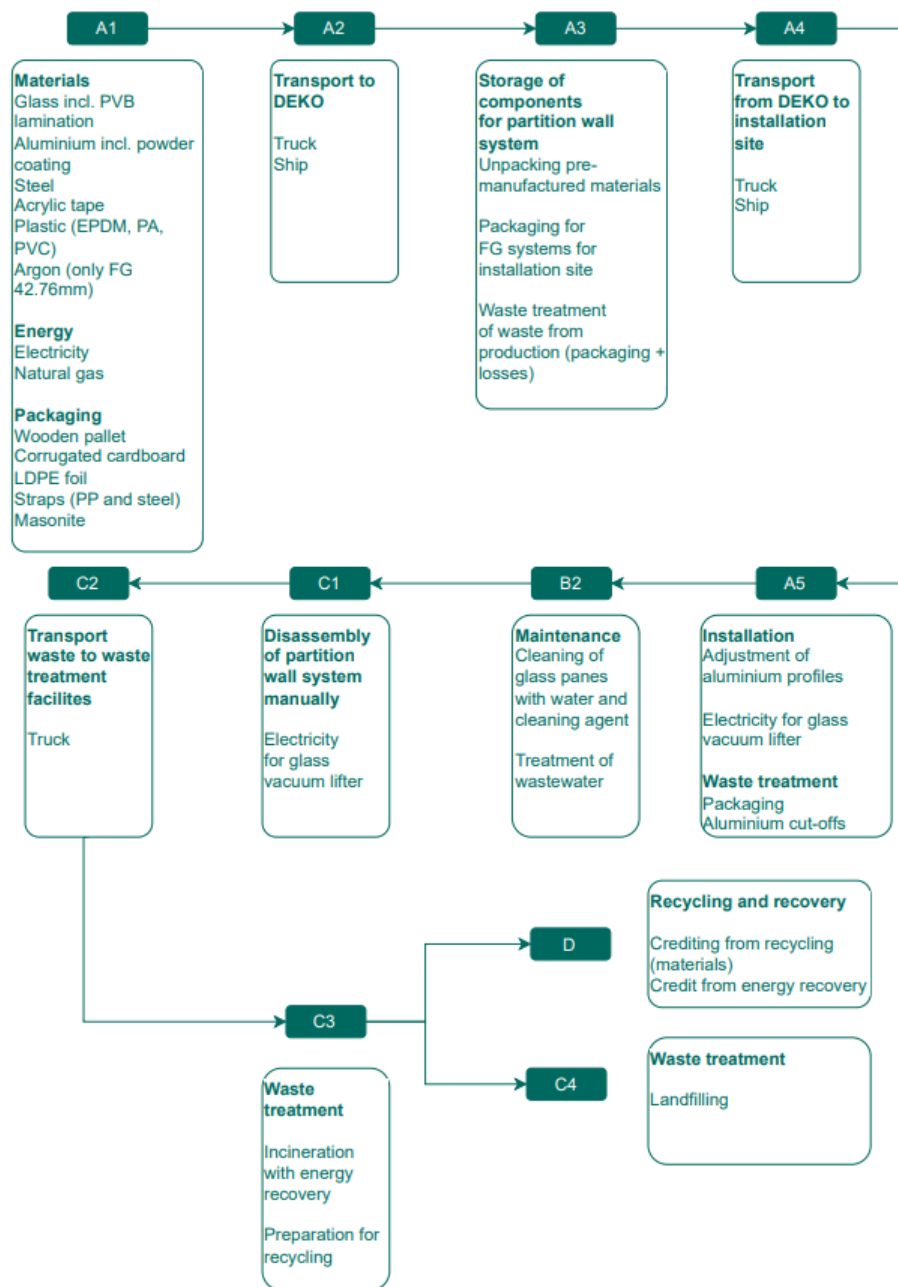 A1
A2
A3
A4
Materials
Glass incl. PVB
lamination
Aluminium incl. powder
coating
Steel
Acrylic tape
Plastic (EPDM, PA,
PVC)
Argon (only FG
42.76mm)
Energy
Electricity
Natural gas
Packaging
Wooden pallet
Corrugated cardboard
LDPE foil
Straps (PP and steel)
Masonite
Transport to
DEKO
Truck
Ship
Storage of
components
for partition wall
system
Unpacking pre-
manufactured materials
Packaging for
FG systems for
installation site
Waste treatment
of waste from
production (packaging +
losses)
Transport
from DEKO to
installation
site
Truck
Ship
C2
C1
B2
A5
Transport
waste to waste
treatment
facilites
Truck
Disassembly
of partition
wall system
manually
Electricity
for glass
vacuum lifter
Maintenance
Cleaning of
glass panes
with water and
cleaning agent
Treatment of
wastewater
Installation
Adjustment of
aluminium profiles
Electricity for glass
vacuum lifter
Waste treatment
Packaging
Aluminium cut-offs
D
Recycling and recovery
Crediting from recycling
(materials)
Credit from energy recovery
C3
C4
Waste treatment
Landfilling
Waste
treatment
Incineration
with energy
recovery
Preparation for
recycling